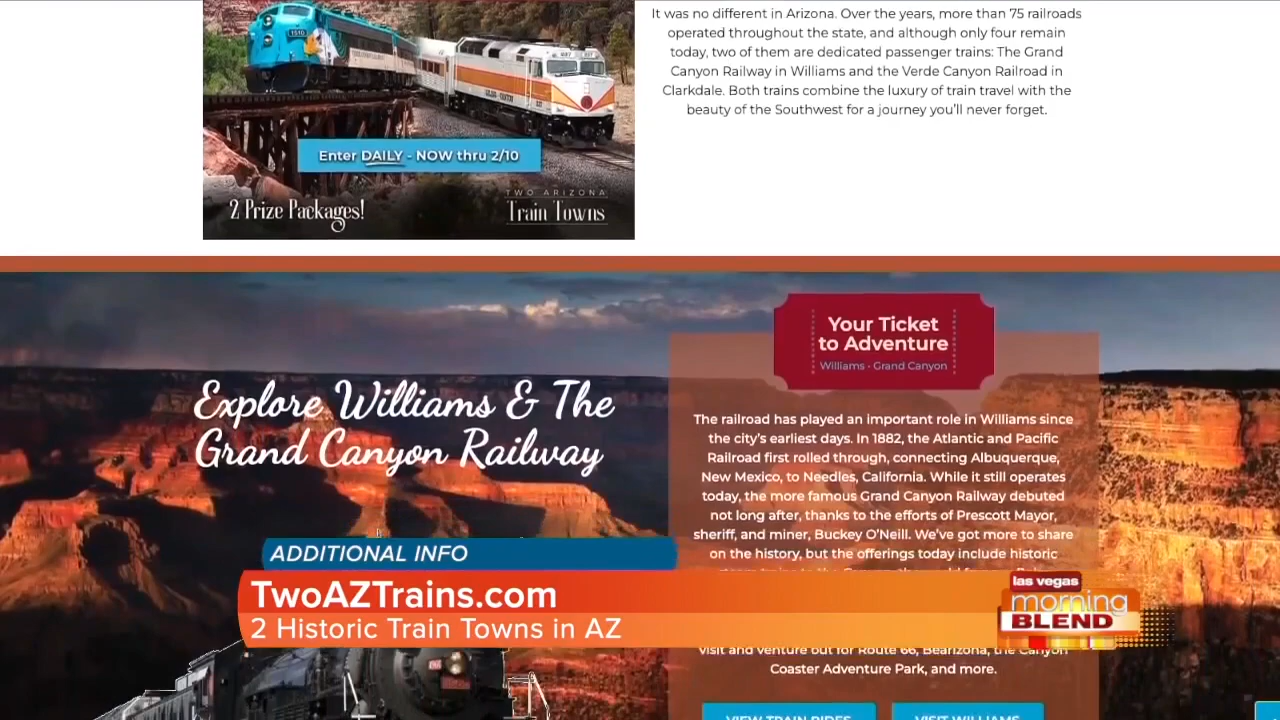 It was no different in Arizona. Over the years, more than 75 railroads
operated throughout the state, and although only four remain
today, two of them are dedicated passenger trains: The Grand
Canyon Railway in Williams and the Verde Canyon Railroad in
Clarkdale. Both trains combine the luxury of train travel with the
beauty of the Southwest for a journey you'll never forget.
1510
Enter DAILY - NOW thru 2/10
2 Prize Packages!
TWO ARIZONA
Train Towns
Your Ticket
to Adventure
Williams • Grand Canyon
Explore Williams & The
Grand Canyon Railway
The railroad has played an important role in Williams since
the city's earliest days. In 1882, the Atlantic and Pacific
Railroad first rolled through, connecting Albuquerque,
New Mexico, to Needles, California. While it still operates
today, the more famous Grand Canyon Railway debuted
not long after, thanks to the efforts of Prescott Mayor,
sheriff, and miner, Buckey O'Neill. We've got more to share
on the history, but the offerings today include historic
visit and venture out for Route 66, Bearizona, the Canyon
Coaster Adventure Park, and more.
VIEW TRAIN RIDES
VISIT WILLIAMS
ADDITIONAL INFO
TwoAZTrains.com
2 Historic Train Towns in AZ
las vegas
morning
BLEND